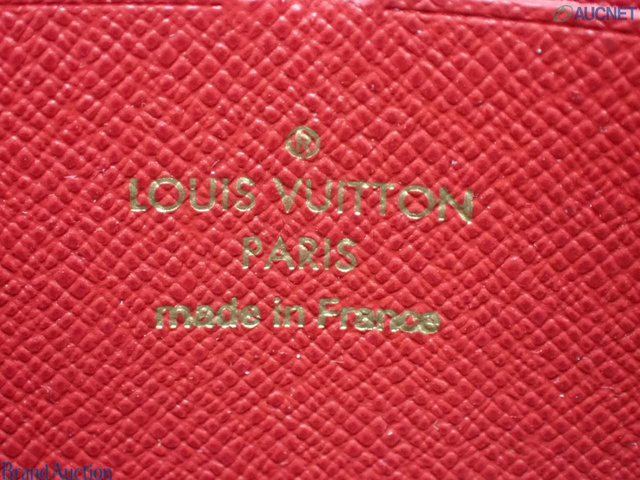 AUCNET
®
LOUIS VUITTON
PARIS
made in France
Brand Auction